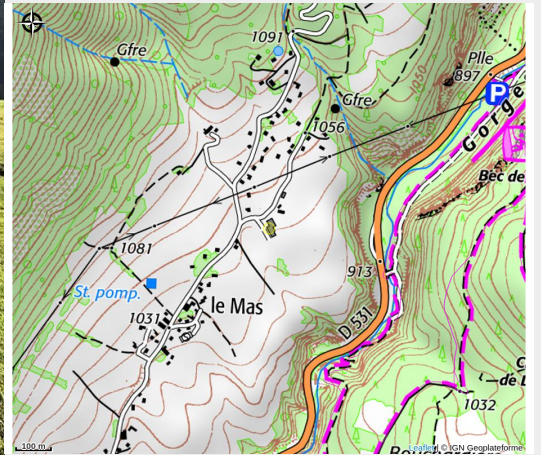 1091
Gfre
Plle
897
P
1050
Gfre
1056
Gorge
Bec de
1081
St. pomp.
913
1031
le Mas
D 531
C
de L
1032
100 m
Leaflet | © IGN Geoplateforme